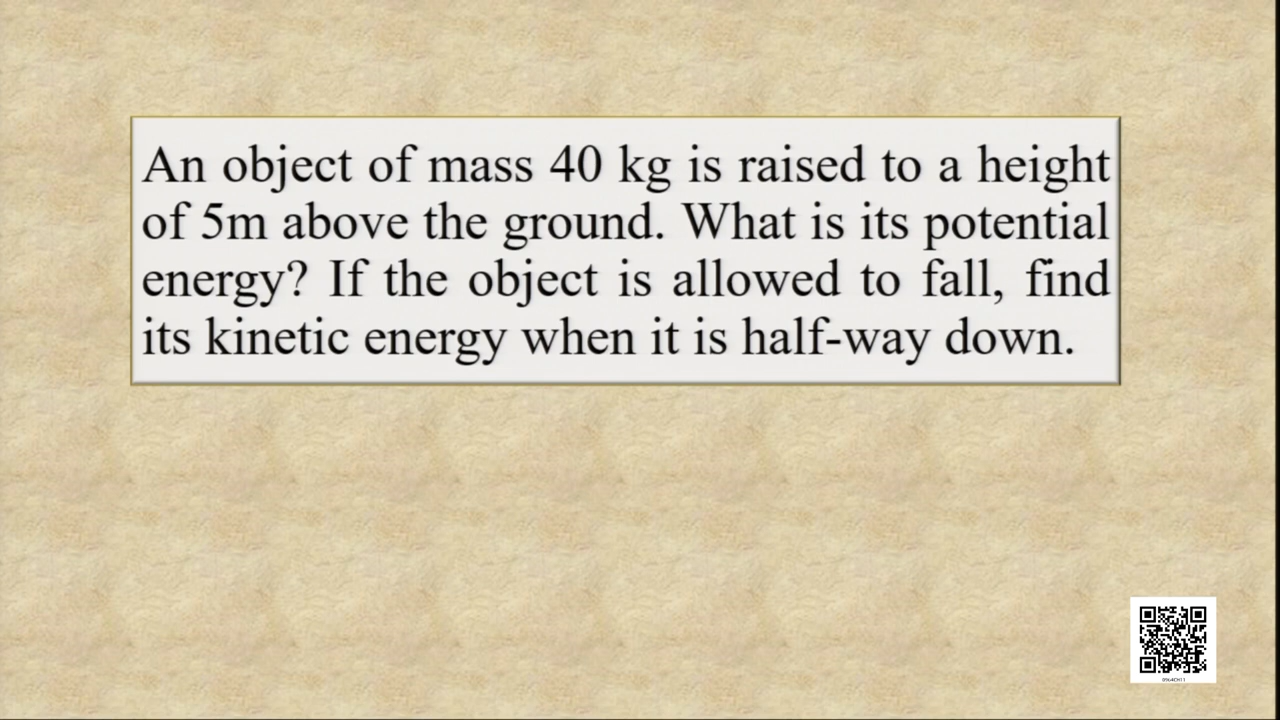 An object of mass 40 kg is raised to a height
of 5m above the ground. What is its potential
energy? If the object is allowed to fall, find
its kinetic energy when it is half-way down.